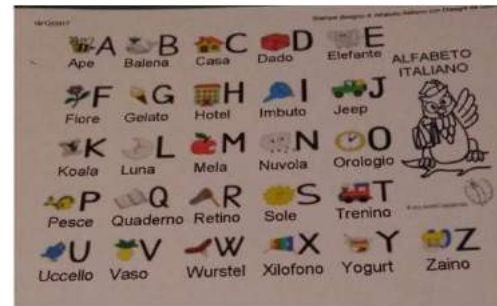 A B C D E
Ape Balena Casa Dado Elefante
ALFABETO
ITALIANO
F G H I J
Fiore Gelato Hotel Imbuto Jeep
K L M N O
Koala Luna Mela Nuvola Orologio
P Q R S T
Pesce Quaderno Retino Sole Trenino
U V W X Y Z
Uccello Vaso Wurstel Xilofono Yogurt Zaino